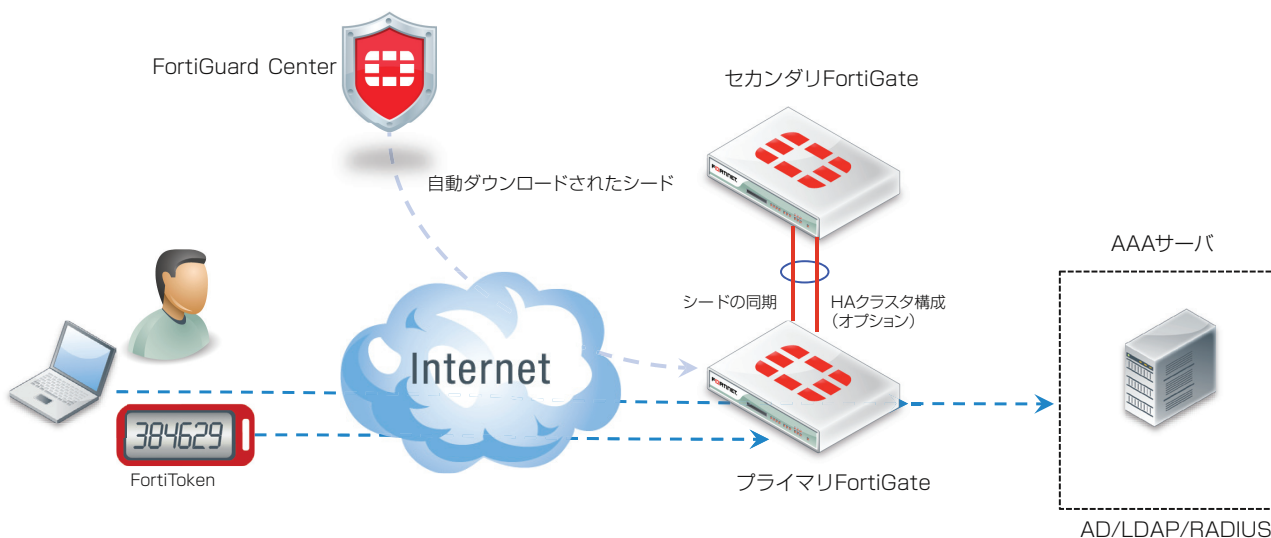 FortiGuard Center
セカンダリFortiGate
FORTINET
自動ダウンロードされたシード
AAAサーバ
シードの同期
HAクラスタ構成
(オプション)
Internet
FORTINET
384629
FortiToken
プライマリFortiGate
AD/LDAP/RADIUS